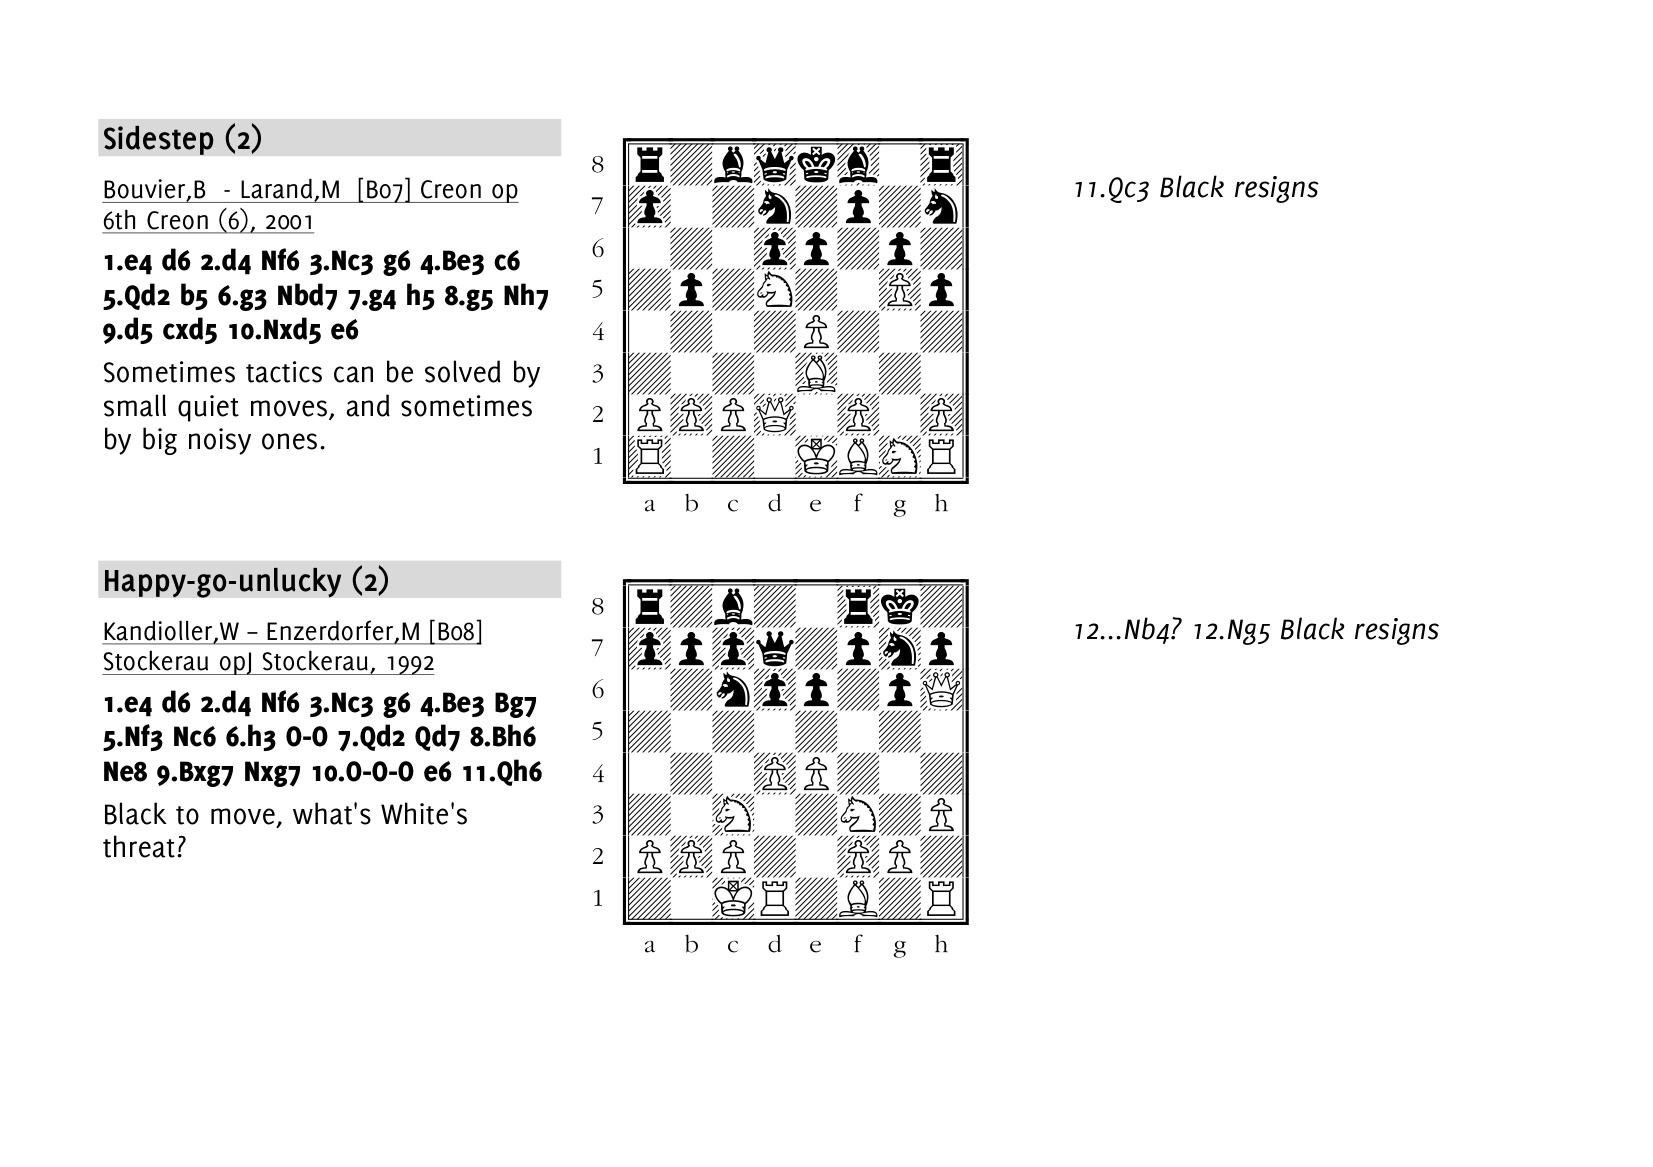 Sidestep (2)
Bouvier,B  - Larand,M  [B07] Creon op
6th Creon (6), 2001
1.e4 d6 2.d4 Nf6 3.Nc3 g6 4.Be3 c6
5.Qd2 b5 6.g3 Nbd7 7.g4 h5 8.g5 Nh7
9.d5 cxd5 10.Nxd5 e6
Sometimes tactics can be solved by
small quiet moves, and sometimes
by big noisy ones.
8
7
6
5
4
3
2
1
a b c d e f g h
11.Qc3 Black resigns
Happy-go-unlucky (2)
Kandioller,W – Enzerdorfer,M [B08]
Stockerau opJ Stockerau, 1992
1.e4 d6 2.d4 Nf6 3.Nc3 g6 4.Be3 Bg7
5.Nf3 Nc6 6.h3 O-O 7.Qd2 Qd7 8.Bh6
Ne8 9.Bxg7 Nxg7 10.O-O-O e6 11.Qh6
Black to move, what's White's
threat?
8
7
6
5
4
3
2
1
a b c d e f g h
12...Nb4? 12.Ng5 Black resigns